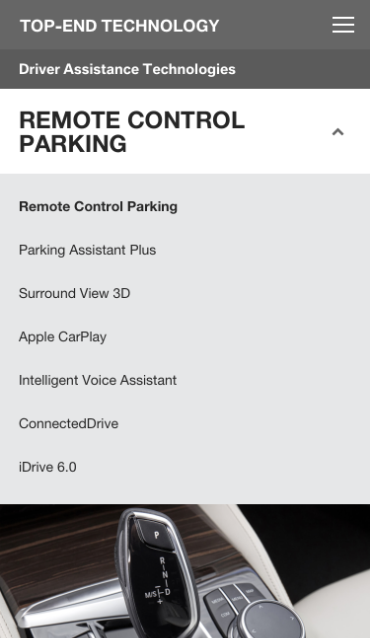 TOP-END TECHNOLOGY
Driver Assistance Technologies
REMOTE CONTROL
PARKING
Remote Control Parking
Parking Assistant Plus
Surround View 3D
Apple CarPlay
Intelligent Voice Assistant
ConnectedDrive
iDrive 6.0
P
R
N
M/S D
+